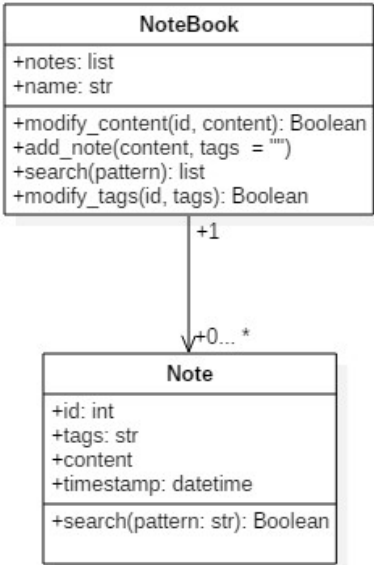 NoteBook
+notes: list
+name: str
+modify_content(id, content): Boolean
+add_note(content, tags = "")
+search(pattern): list
+modify_tags(id, tags): Boolean
+1
+0... *
Note
+id: int
+tags: str
+content
+timestamp: datetime
+search(pattern: str): Boolean